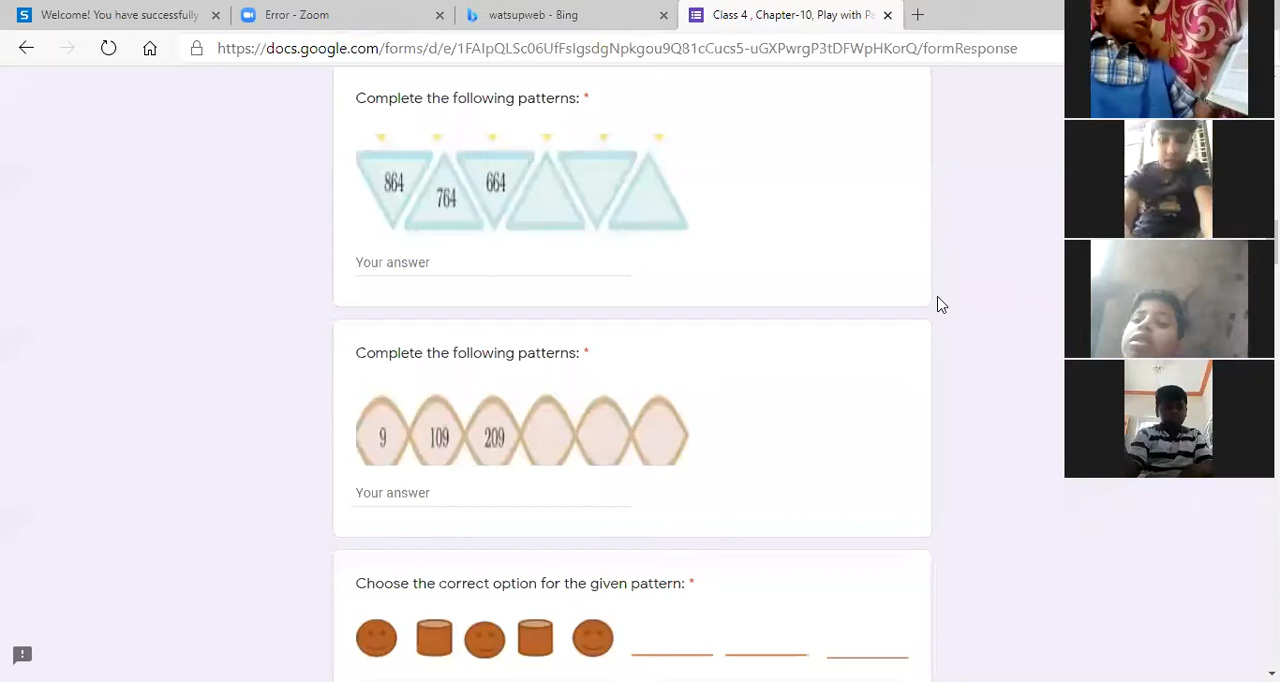 Welcome! You have successfully
Error - Zoom
watsupweb - Bing
Class 4 , Chapter-10, Play with Pa
https://docs.google.com/forms/d/e/1FAIpQLSc06UfFsIgsdgNpkgou9Q81cCucs5-uGXPwrgP3tDFWpHKorQ/formResponse
Complete the following patterns: *
864 764 664
Your answer
Complete the following patterns: *
9 109 209
Your answer
Choose the correct option for the given pattern: *